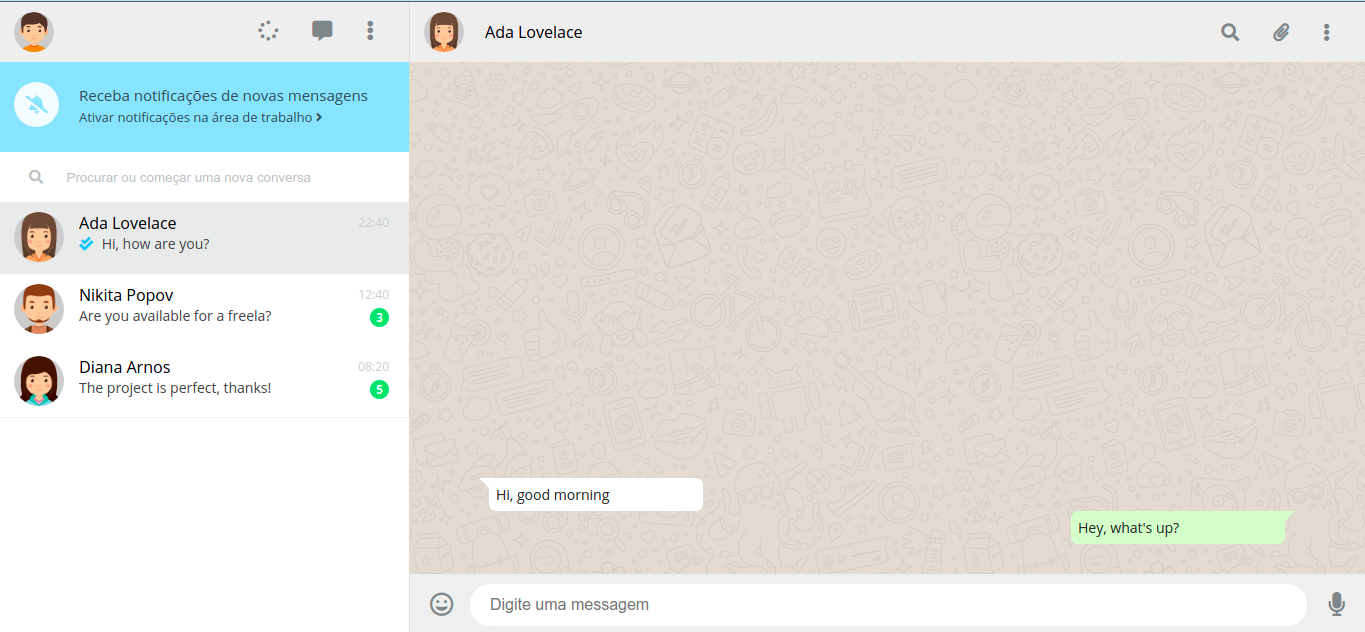 Ada Lovelace
Receba notificações de novas mensagens
Ativar notificações na área de trabalho
Procurar ou começar uma nova conversa
Ada Lovelace 22:40
Hi, how are you?
Nikita Popov 12:40
Are you available for a freela? 3
Diana Arnos 08:20
The project is perfect, thanks! 5
Hi, good morning
Hey, what's up?
Digite uma mensagem